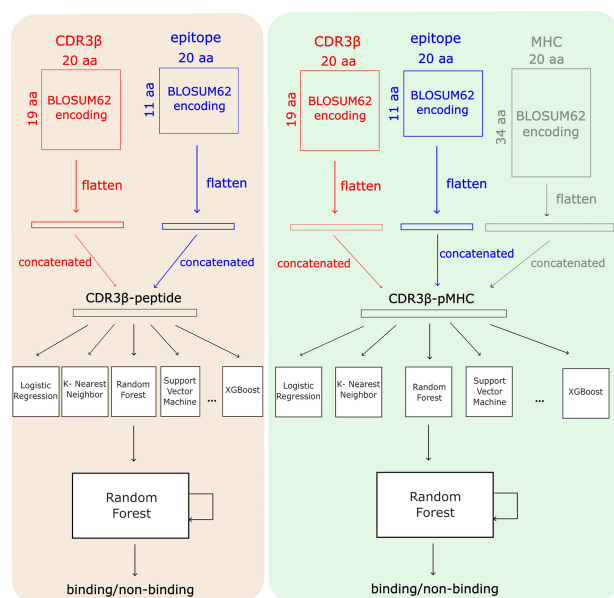 CDR3β
20 aa
19 aa
BLOSUM62
encoding
flatten
concatenated
epitope
20 aa
11 aa
BLOSUM62
encoding
flatten
concatenated
CDR3β-peptide
Logistic
Regression
K- Nearest
Neighbor
Random
Forest
Support
Vector
Machine
...
XGBoost
Random
Forest
binding/non-binding
CDR3β
20 aa
19 aa
BLOSUM62
encoding
flatten
concatenated
epitope
20 aa
11 aa
BLOSUM62
encoding
flatten
concatenated
MHC
20 aa
34 aa
BLOSUM62
encoding
flatten
concatenated
CDR3β-pMHC
Logistic
Regression
K- Nearest
Neighbor
Random
Forest
Support
Vector
Machine
...
XGBoost
Random
Forest
binding/non-binding